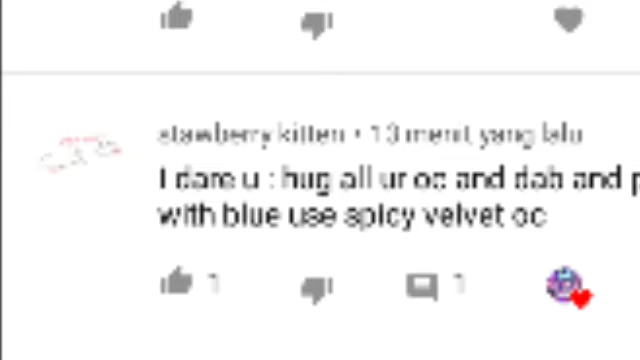 stawberry kitten • 13 menit yang lalu
I dare u : hug all ur oc and dab and p
with blue use spicy velvet oc
1
1